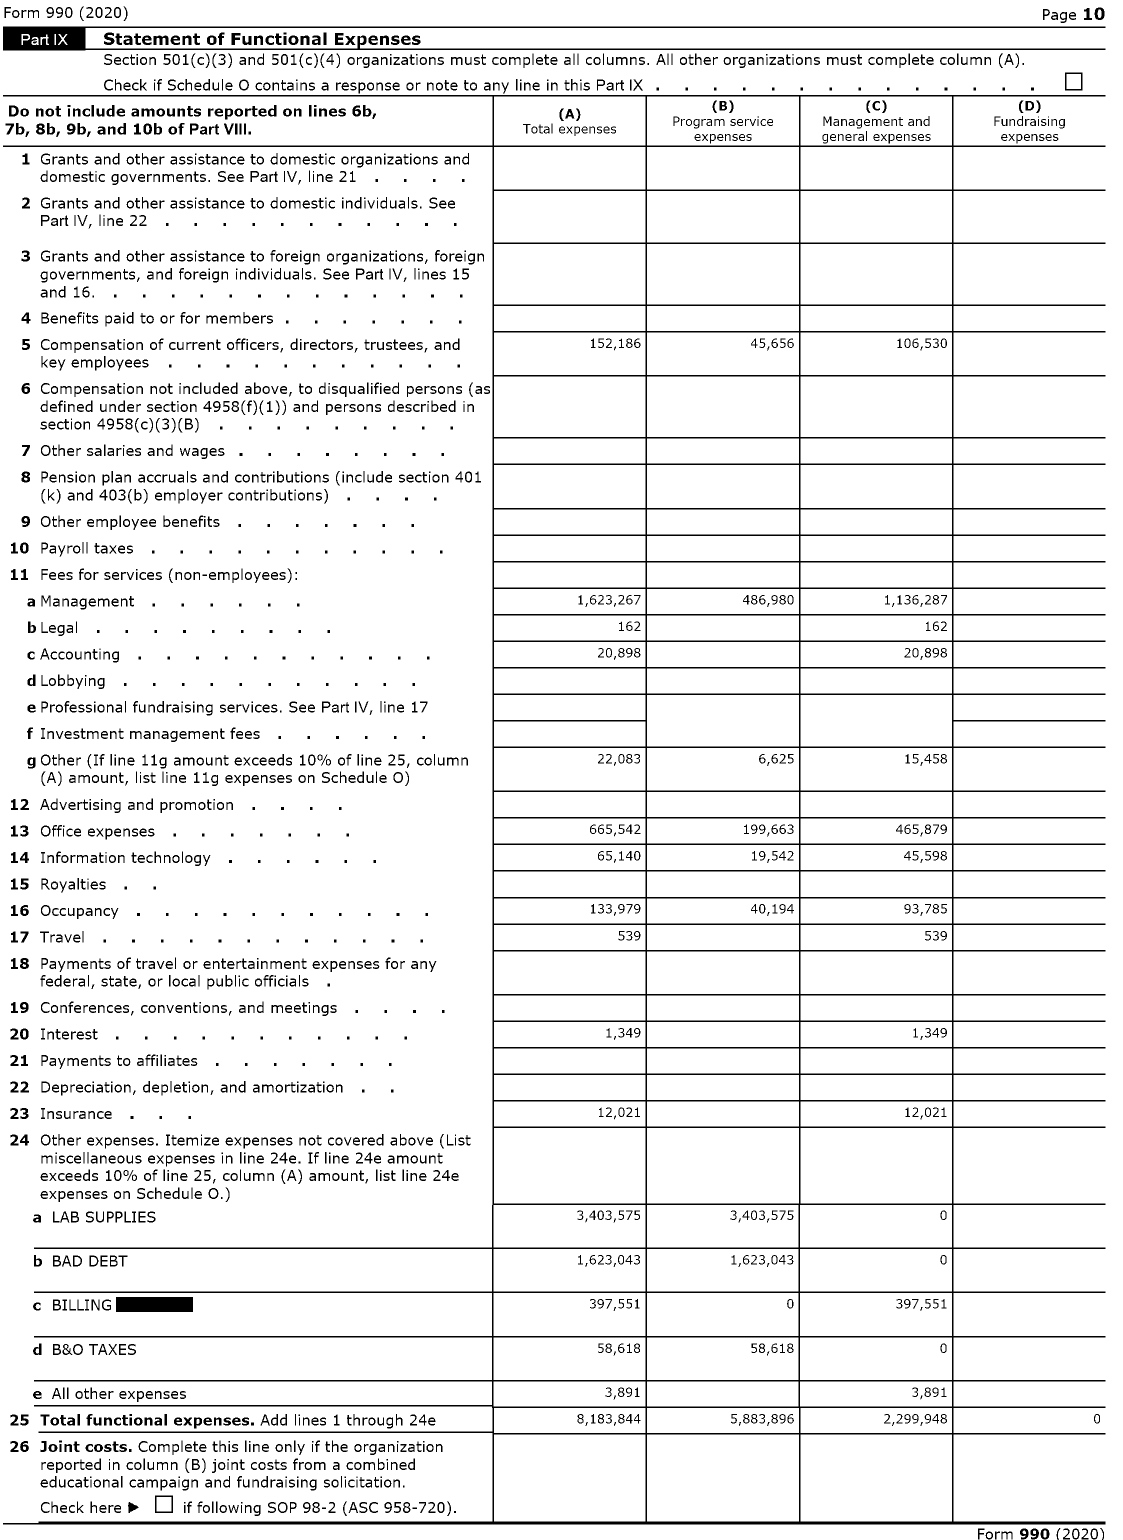 Form 990 (2020) Page 10
Part IX Statement of Functional Expenses
Section 501(c)(3) and 501(c)(4) organizations must complete all columns. All other organizations must complete column (A).
Check if Schedule O contains a response or note to any line in this Part IX . . . . . . . . . . . . . .
Do not include amounts reported on lines 6b,
7b, 8b, 9b, and 10b of Part VIII.
(A)
Total expenses
(B)
Program service
expenses
(C)
Management and
general expenses
(D)
Fundraising
expenses
1 Grants and other assistance to domestic organizations and
domestic governments. See Part IV, line 21 . . . .
2 Grants and other assistance to domestic individuals. See
Part IV, line 22 . . . . . . . . . . .
3 Grants and other assistance to foreign organizations, foreign
governments, and foreign individuals. See Part IV, lines 15
and 16. . . . . . . . . . . . . .
4 Benefits paid to or for members . . . . . . .
5 Compensation of current officers, directors, trustees, and 152,186 45,656 106,530
key employees . . . . . . . . . . .
6 Compensation not included above, to disqualified persons (as
defined under section 4958(f)(1)) and persons described in
section 4958(c)(3)(B) . . . . . . . . .
7 Other salaries and wages . . . . . . . .
8 Pension plan accruals and contributions (include section 401
(k) and 403(b) employer contributions) . . . .
9 Other employee benefits . . . . . . .
10 Payroll taxes . . . . . . . . . . .
11 Fees for services (non-employees):
a Management . . . . . . 1,623,267 486,980 1,136,287
b Legal . . . . . . . . . 162 162
c Accounting . . . . . . . . . . . 20,898 20,898
d Lobbying . . . . . . . . . . .
e Professional fundraising services. See Part IV, line 17
f Investment management fees . . . . . .
g Other (If line 11g amount exceeds 10% of line 25, column 22,083 6,625 15,458
(A) amount, list line 11g expenses on Schedule O)
12 Advertising and promotion . . . .
13 Office expenses . . . . . . . 665,542 199,663 465,879
14 Information technology . . . . . . 65,140 19,542 45,598
15 Royalties . .
16 Occupancy . . . . . . . . . . . 133,979 40,194 93,785
17 Travel . . . . . . . . . . . . 539 539
18 Payments of travel or entertainment expenses for any
federal, state, or local public officials .
19 Conferences, conventions, and meetings . . . .
20 Interest . . . . . . . . . . . 1,349 1,349
21 Payments to affiliates . . . . . . .
22 Depreciation, depletion, and amortization . .
23 Insurance . . . 12,021 12,021
24 Other expenses. Itemize expenses not covered above (List
miscellaneous expenses in line 24e. If line 24e amount
exceeds 10% of line 25, column (A) amount, list line 24e
expenses on Schedule O.)
a LAB SUPPLIES 3,403,575 3,403,575 0
b BAD DEBT 1,623,043 1,623,043 0
c BILLING 397,551 0 397,551
d B&O TAXES 58,618 58,618 0
e All other expenses 3,891 3,891
25 Total functional expenses. Add lines 1 through 24e 8,183,844 5,883,896 2,299,948 0
26 Joint costs. Complete this line only if the organization
reported in column (B) joint costs from a combined
educational campaign and fundraising solicitation.
Check here ► ☐ if following SOP 98-2 (ASC 958-720).
Form 990 (2020)